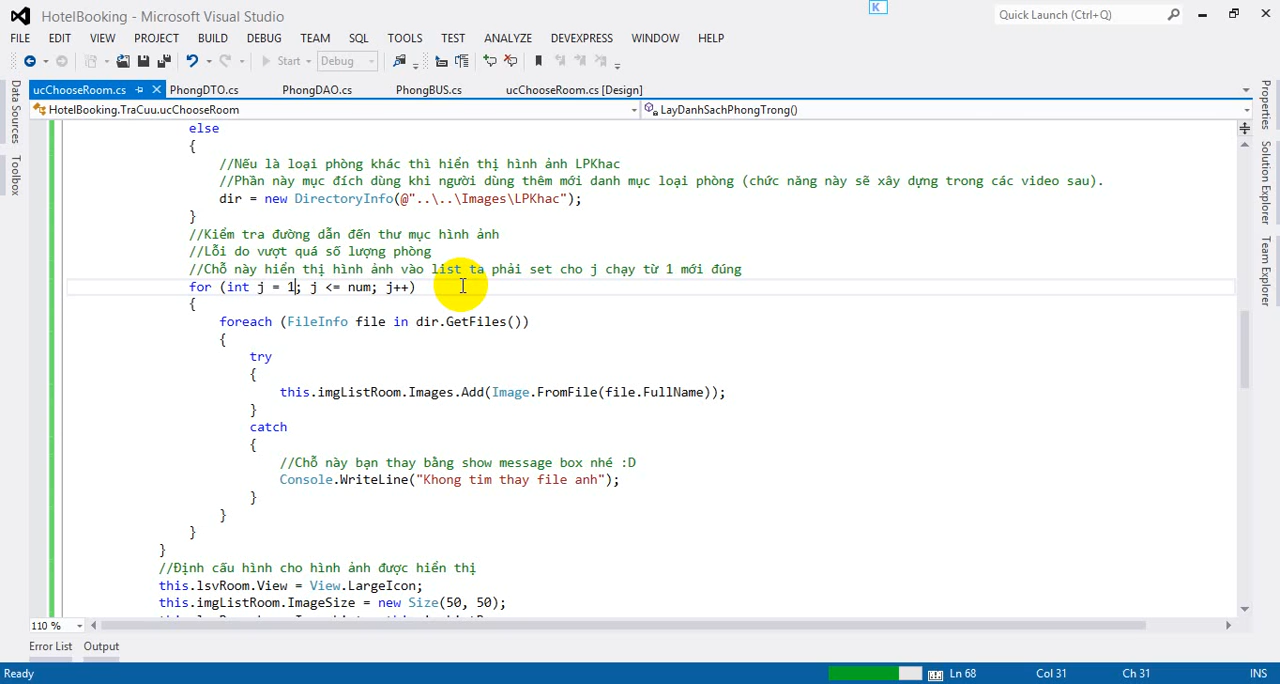 HotelBooking - Microsoft Visual Studio
K
Quick Launch (Ctrl+Q)
FILE EDIT VIEW PROJECT BUILD DEBUG TEAM SQL TOOLS TEST ANALYZE DEVEXPRESS WINDOW HELP
Start Debug
ucChooseRoom.cs PhongDTO.cs PhongDAO.cs PhongBUS.cs ucChooseRoom.cs [Design]
HotelBooking.TraCuu.ucChooseRoom LayDanhSachPhongTrong()
Data Sources
Toolbox
Properties
Solution Explorer
Team Explorer
else
{
//Nếu là loại phòng khác thì hiển thị hình ảnh LPKhac
//Phần này mục đích dùng khi người dùng thêm mới danh mục loại phòng (chức năng này sẽ xây dựng trong các video sau).
dir = new DirectoryInfo(@"..\..\Images\LPKhac");
}
//Kiểm tra đường dẫn đến thư mục hình ảnh
//Lỗi do vượt quá số lượng phòng
//Chỗ này hiển thị hình ảnh vào list ta phải set cho j chạy từ 1 mới đúng
for (int j = 1; j <= num; j++)
{
foreach (FileInfo file in dir.GetFiles())
{
try
{
this.imgListRoom.Images.Add(Image.FromFile(file.FullName));
}
catch
{
//Chỗ này bạn thay bằng show message box nhé :D
Console.WriteLine("Khong tim thay file anh");
}
}
}
}
//Định cấu hình cho hình ảnh được hiển thị
this.lsvRoom.View = View.LargeIcon;
this.imgListRoom.ImageSize = new Size(50, 50);
110 %
Error List Output
Ready Ln 68 Col 31 Ch 31 INS